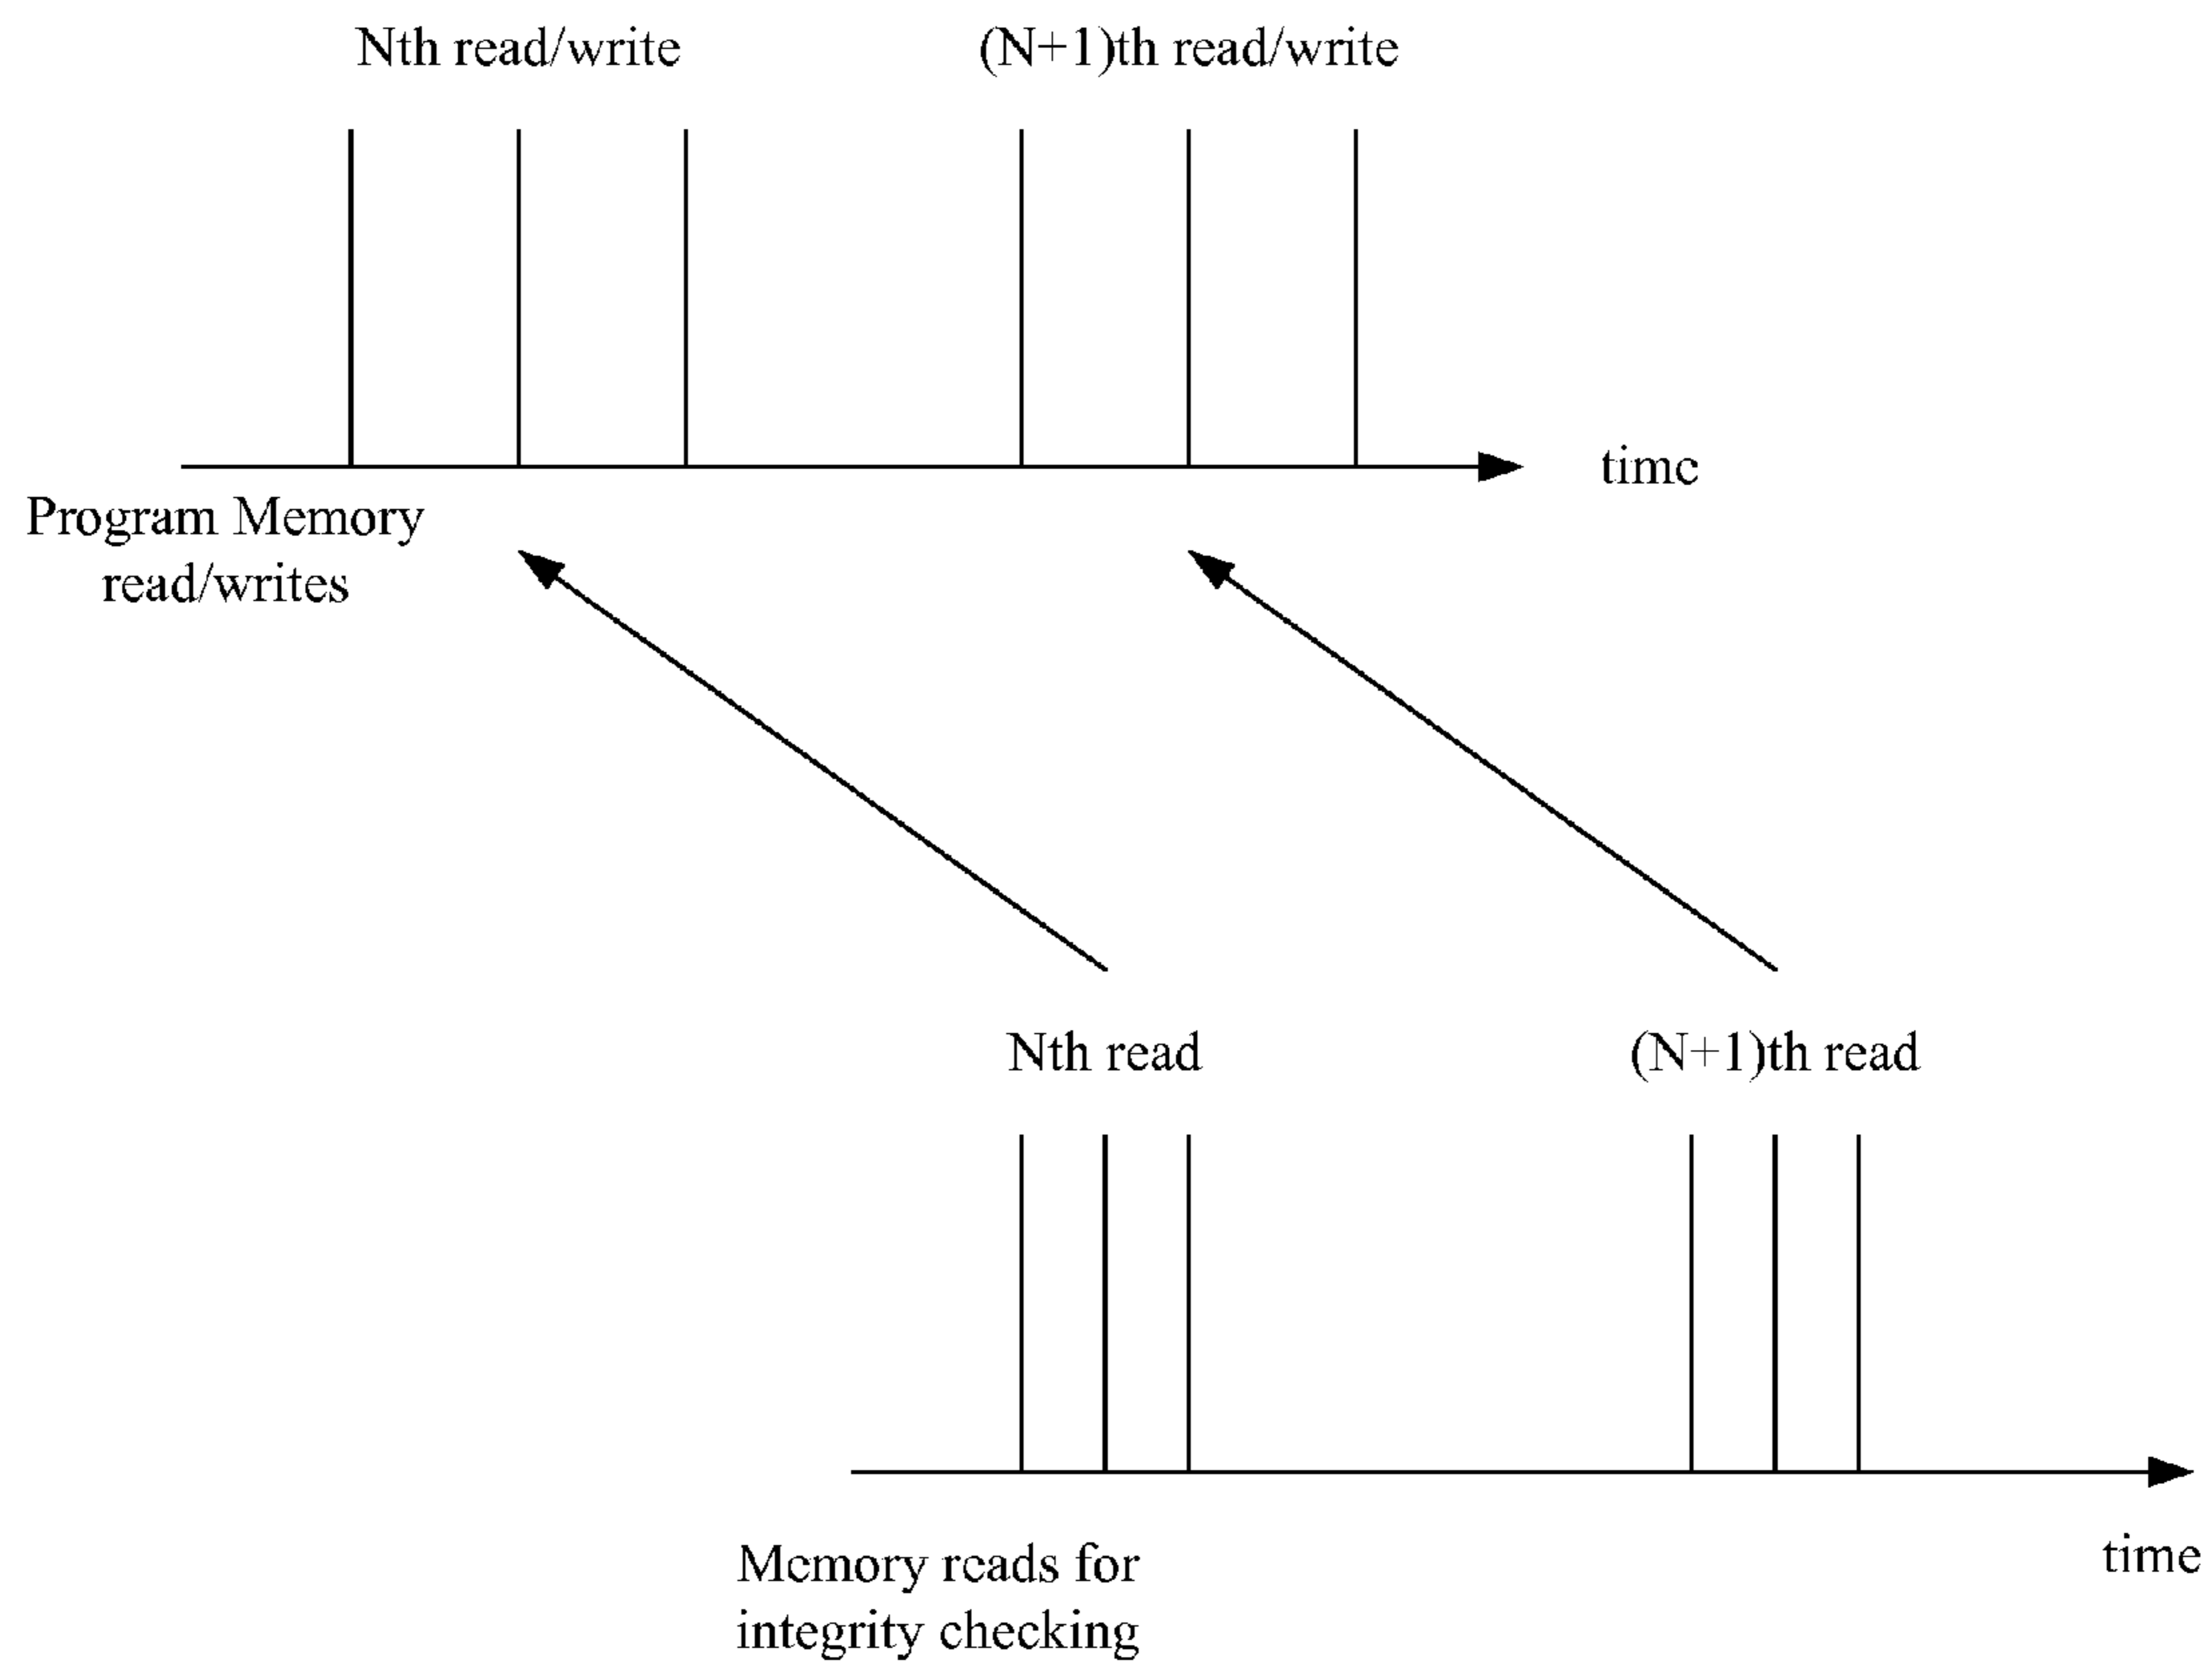 Nth read/write
(N+1)th read/write
time
Program Memory
read/writes
Nth read
(N+1)th read
time
Memory reads for
integrity checking